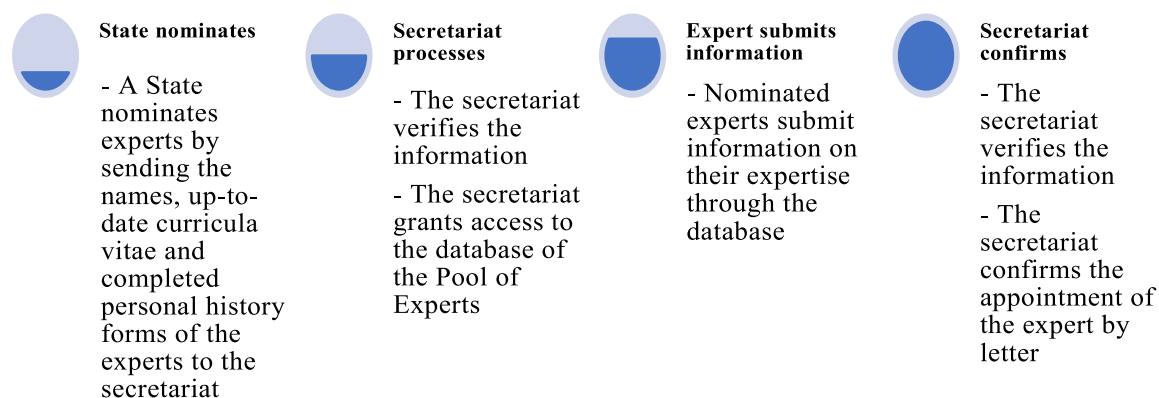 State nominates
- A State
nominates
experts by
sending the
names, up-to-
date curricula
vitae and
completed
personal history
forms of the
experts to the
secretariat
Secretariat
processes
- The secretariat
verifies the
information
- The secretariat
grants access to
the database of
the Pool of
Experts
Expert submits
information
- Nominated
experts submit
information on
their expertise
through the
database
Secretariat
confirms
- The
secretariat
verifies the
information
- The
secretariat
confirms the
appointment of
the expert by
letter